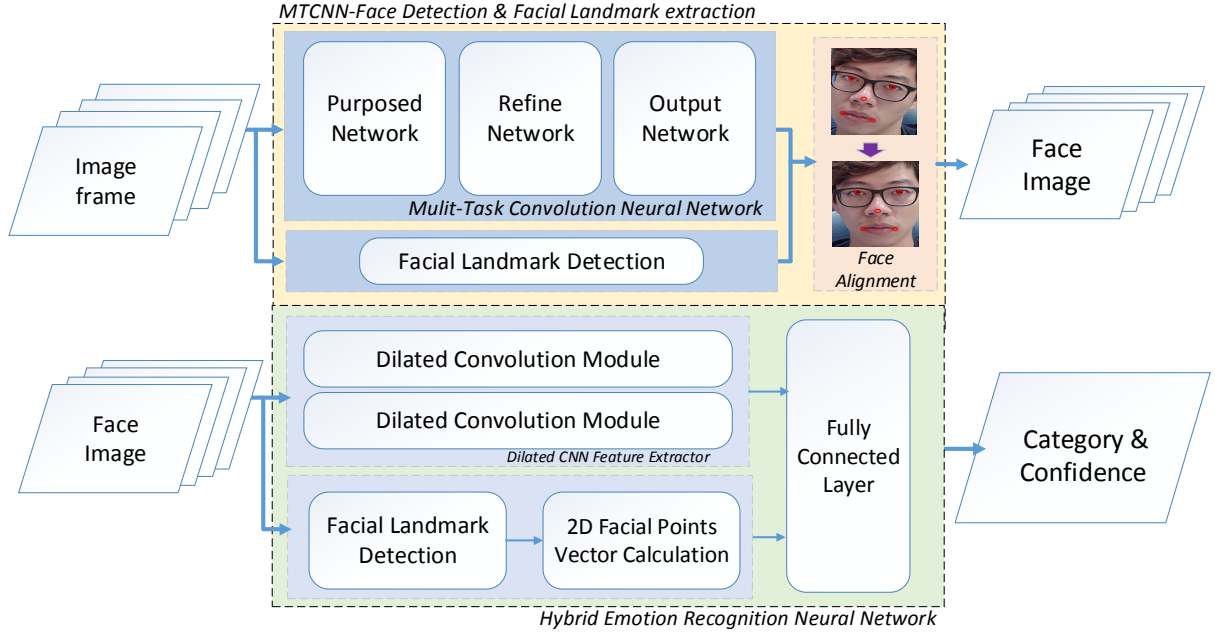 MTCNN-Face Detection & Facial Landmark extraction
Image
frame
Purposed
Network
Refine
Network
Output
Network
Mulit-Task Convolution Neural Network
Facial Landmark Detection
Face
Alignment
Face
Image
Face
Image
Dilated Convolution Module
Dilated Convolution Module
Dilated CNN Feature Extractor
Facial Landmark
Detection
2D Facial Points
Vector Calculation
Fully
Connected
Layer
Category &
Confidence
Hybrid Emotion Recognition Neural Network